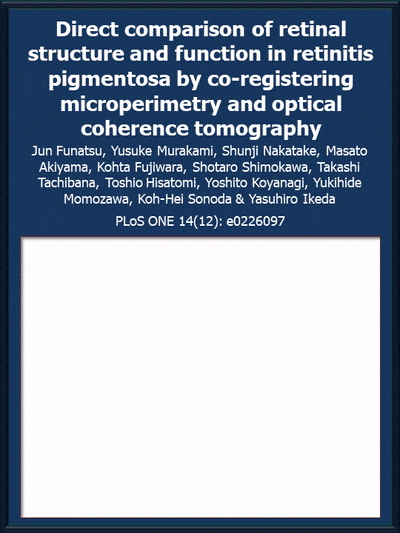 Direct comparison of retinal
structure and function in retinitis
pigmentosa by co-registering
microperimetry and optical
coherence tomography
Jun Funatsu, Yusuke Murakami, Shunji Nakatake, Masato
Akiyama, Kohta Fujiwara, Shotaro Shimokawa, Takashi
Tachibana, Toshio Hisatomi, Yoshito Koyanagi, Yukihide
Momozawa, Koh-Hei Sonoda & Yasuhiro Ikeda
PLoS ONE 14(12): e0226097